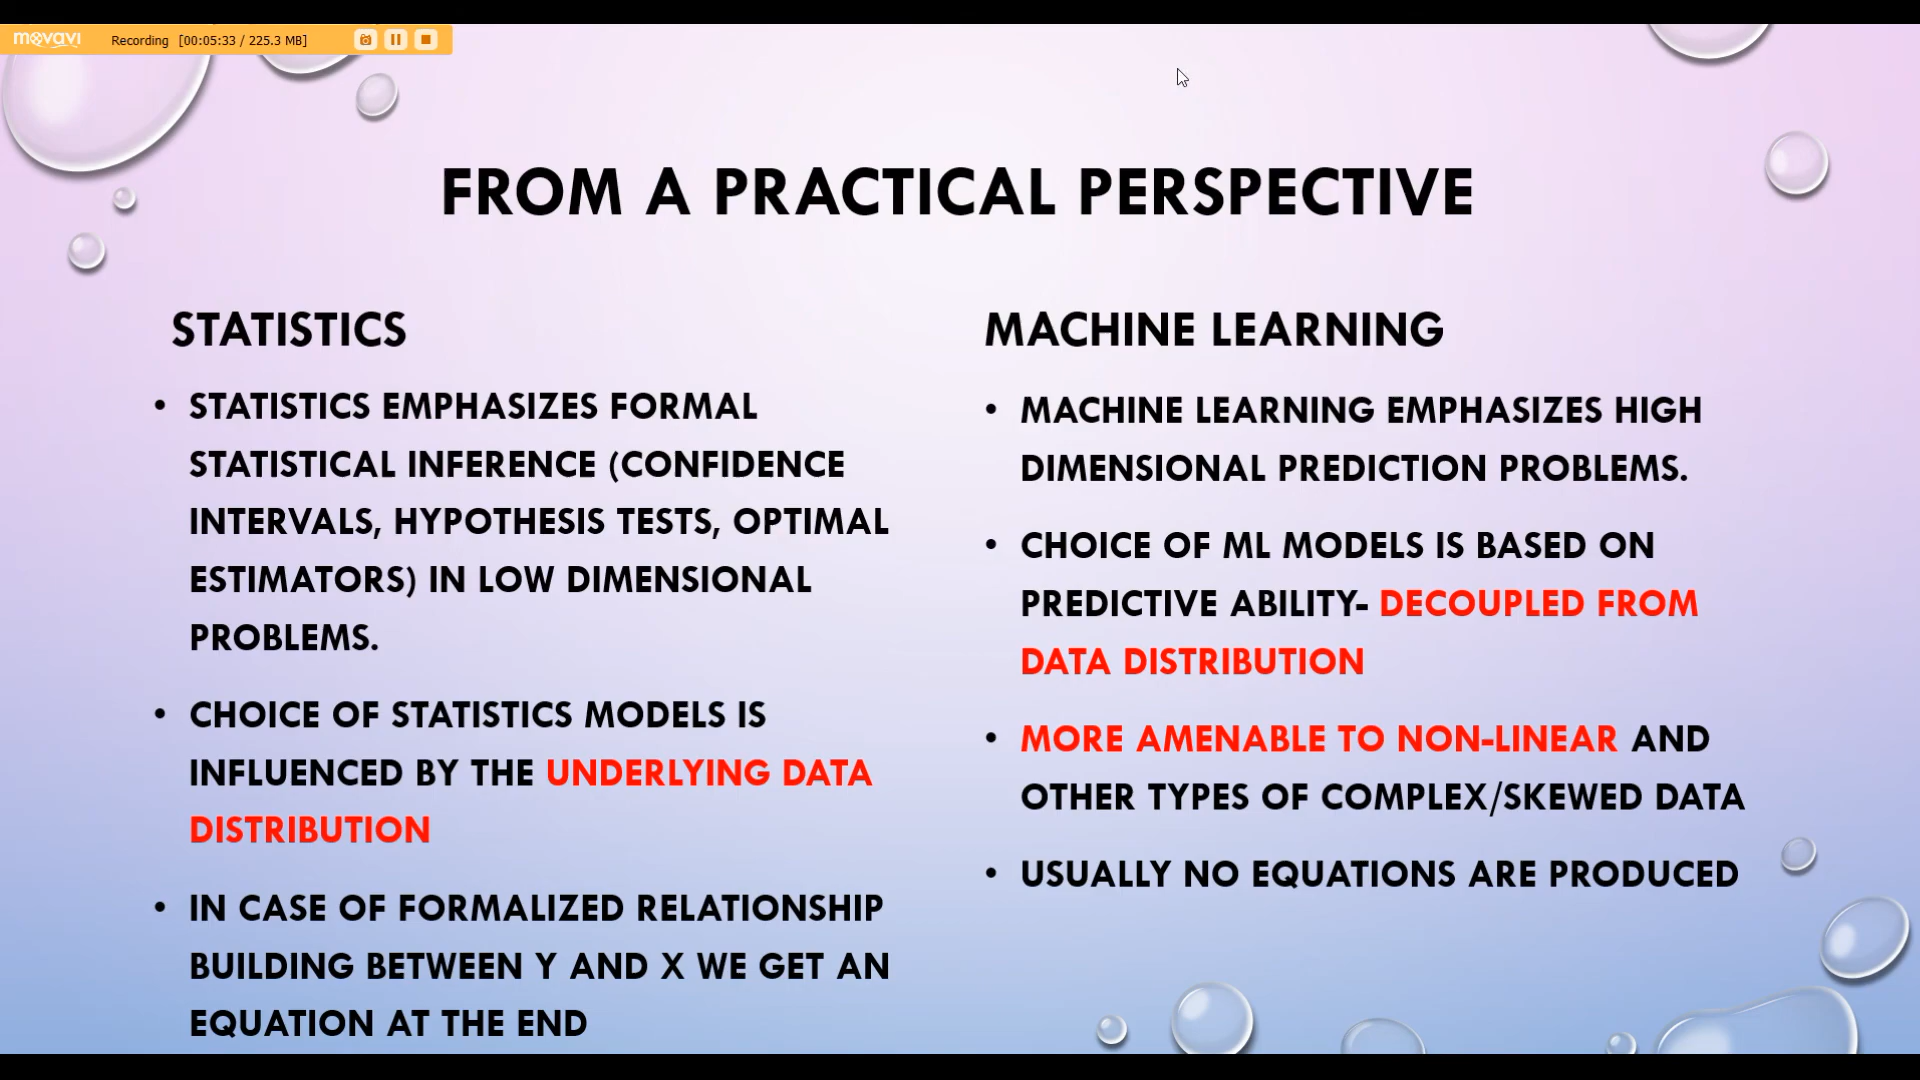 movavi Recording [00:05:33 / 225.3 MB]
FROM A PRACTICAL PERSPECTIVE
STATISTICS
• STATISTICS EMPHASIZES FORMAL
STATISTICAL INFERENCE (CONFIDENCE
INTERVALS, HYPOTHESIS TESTS, OPTIMAL
ESTIMATORS) IN LOW DIMENSIONAL
PROBLEMS.
• CHOICE OF STATISTICS MODELS IS
INFLUENCED BY THE UNDERLYING DATA
DISTRIBUTION
• IN CASE OF FORMALIZED RELATIONSHIP
BUILDING BETWEEN Y AND X WE GET AN
EQUATION AT THE END
MACHINE LEARNING
• MACHINE LEARNING EMPHASIZES HIGH
DIMENSIONAL PREDICTION PROBLEMS.
• CHOICE OF ML MODELS IS BASED ON
PREDICTIVE ABILITY- DECOUPLED FROM
DATA DISTRIBUTION
• MORE AMENABLE TO NON-LINEAR AND
OTHER TYPES OF COMPLEX/SKEWED DATA
• USUALLY NO EQUATIONS ARE PRODUCED